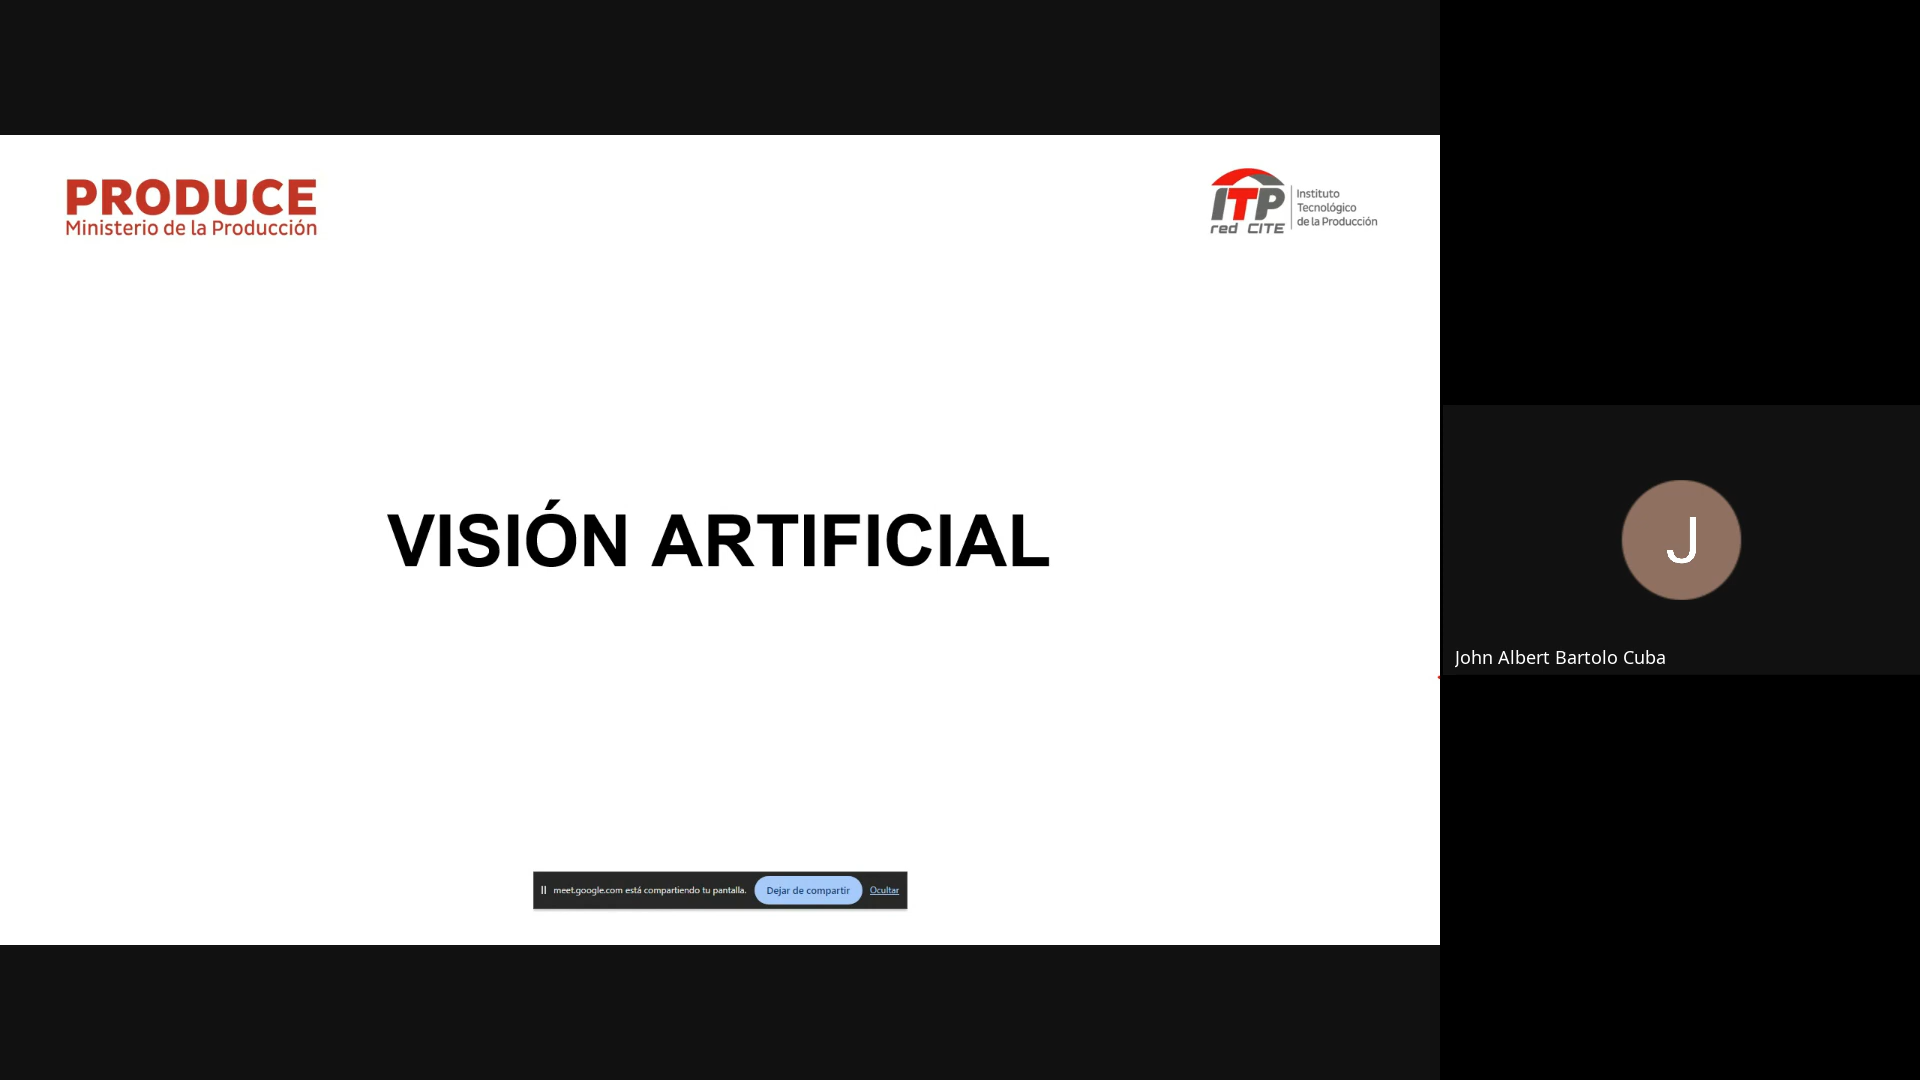 PRODUCE
Ministerio de la Producción
ITP
red CITE
Instituto
Tecnológico
de la Producción
VISIÓN ARTIFICIAL
J
John Albert Bartolo Cuba
meet.google.com está compartiendo tu pantalla.
Dejar de compartir
Ocultar